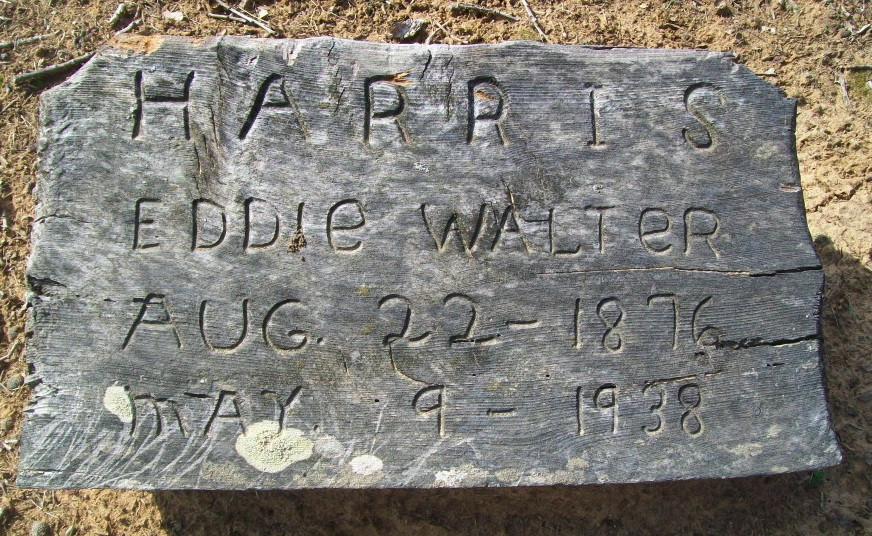 HARRIS
EDDIe WALTeR
AUG. 22 - 1876
mAY. 9 - 1938